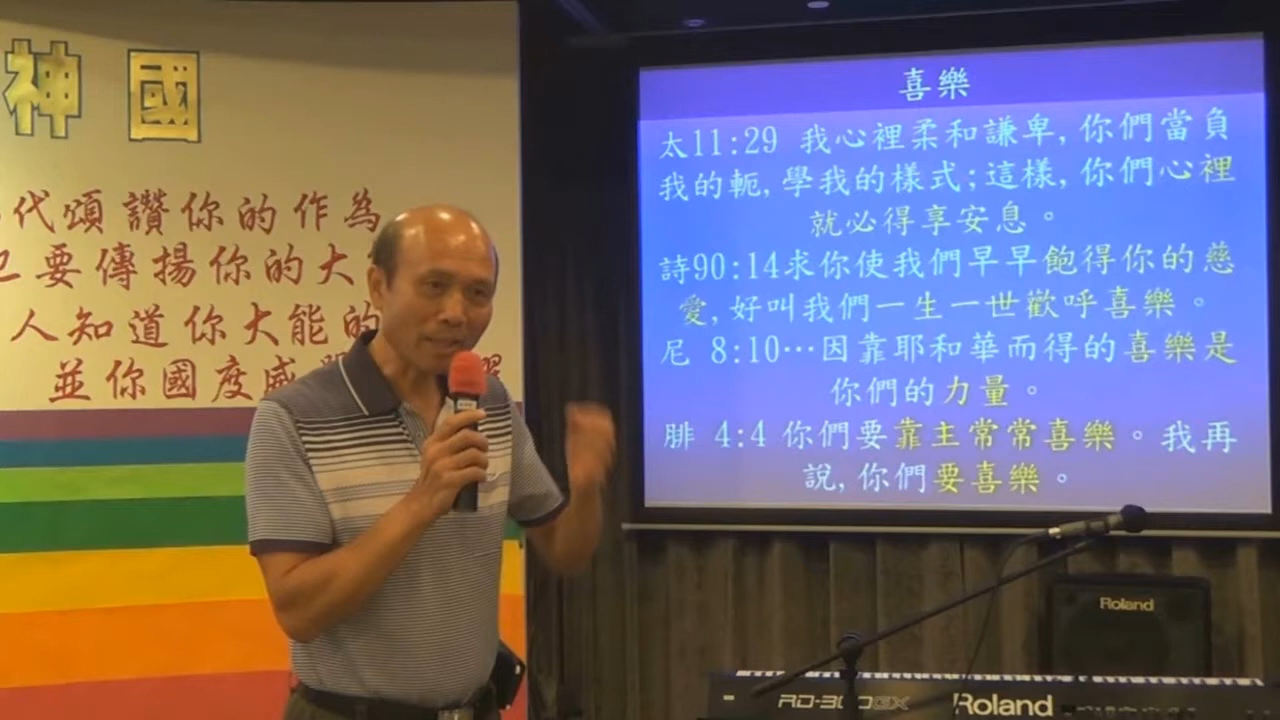 神國
代頌讚你的作為
也要傳揚你的大
人知道你大能的
並你國度威
喜樂
太11:29 我心裡柔和謙卑,你們當負
我的軛,學我的樣式;這樣,你們心裡
就必得享安息。
詩90:14求你使我們早早飽得你的慈
愛,好叫我們一生一世歡呼喜樂。
尼 8:10…因靠耶和華而得的喜樂是
你們的力量。
腓 4:4 你們要靠主常常喜樂。我再
說,你們要喜樂。
Roland
RD-300GX
Roland